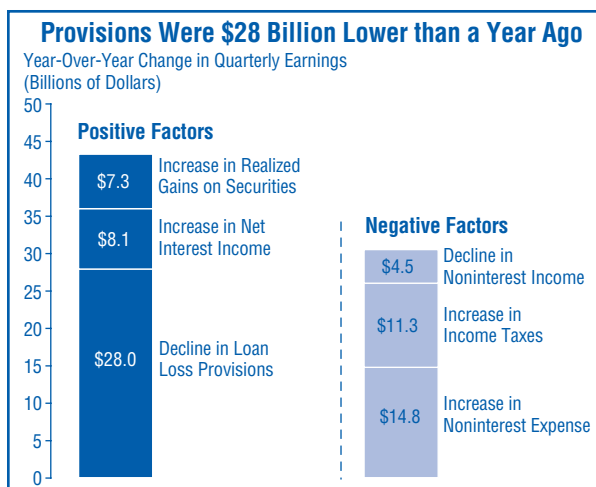 Provisions Were $28 Billion Lower than a Year Ago
Year-Over-Year Change in Quarterly Earnings
(Billions of Dollars)
50
45
40
35
30
25
20
15
10
5
0
Positive Factors
$7.3
Increase in Realized
Gains on Securities
$8.1
Increase in Net
Interest Income
$28.0
Decline in Loan
Loss Provisions
Negative Factors
$4.5
Decline in
Noninterest Income
$11.3
Increase in
Income Taxes
$14.8
Increase in
Noninterest Expense